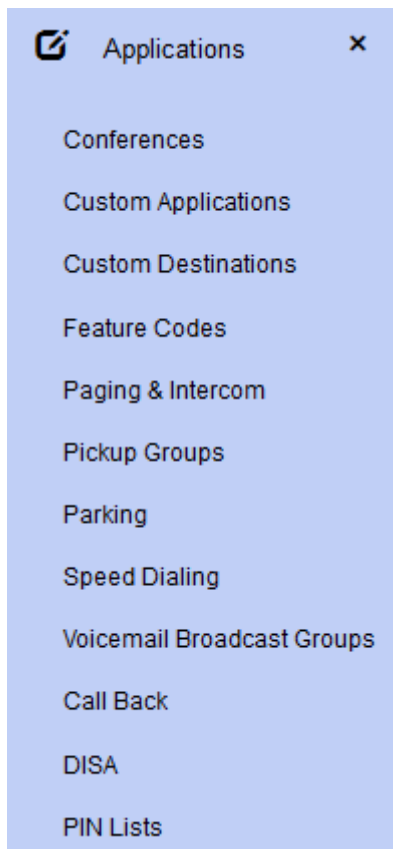 Applications
Conferences
Custom Applications
Custom Destinations
Feature Codes
Paging & Intercom
Pickup Groups
Parking
Speed Dialing
Voicemail Broadcast Groups
Call Back
DISA
PIN Lists